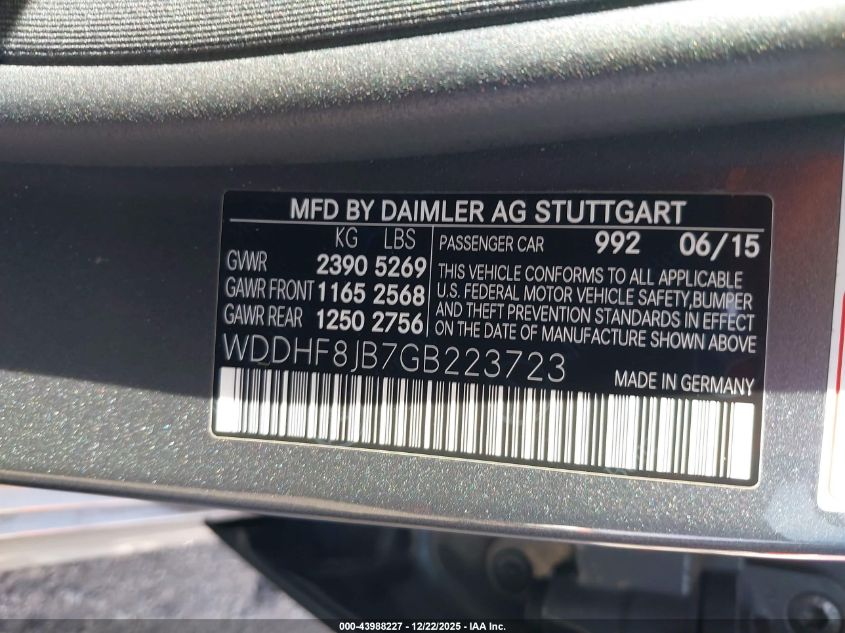 MFD BY DAIMLER AG STUTTGART
KG LBS
GVWR 2390 5269
GAWR FRONT 1165 2568
GAWR REAR 1250 2756
PASSENGER CAR 992 06/15
THIS VEHICLE CONFORMS TO ALL APPLICABLE
U.S. FEDERAL MOTOR VEHICLE SAFETY,BUMPER
AND THEFT PREVENTION STANDARDS IN EFFECT
ON THE DATE OF MANUFACTURE SHOWN ABOVE
WDDHF8JB7GB223723
MADE IN GERMANY
000-43988227 - 12/22/2025 - IAA Inc.